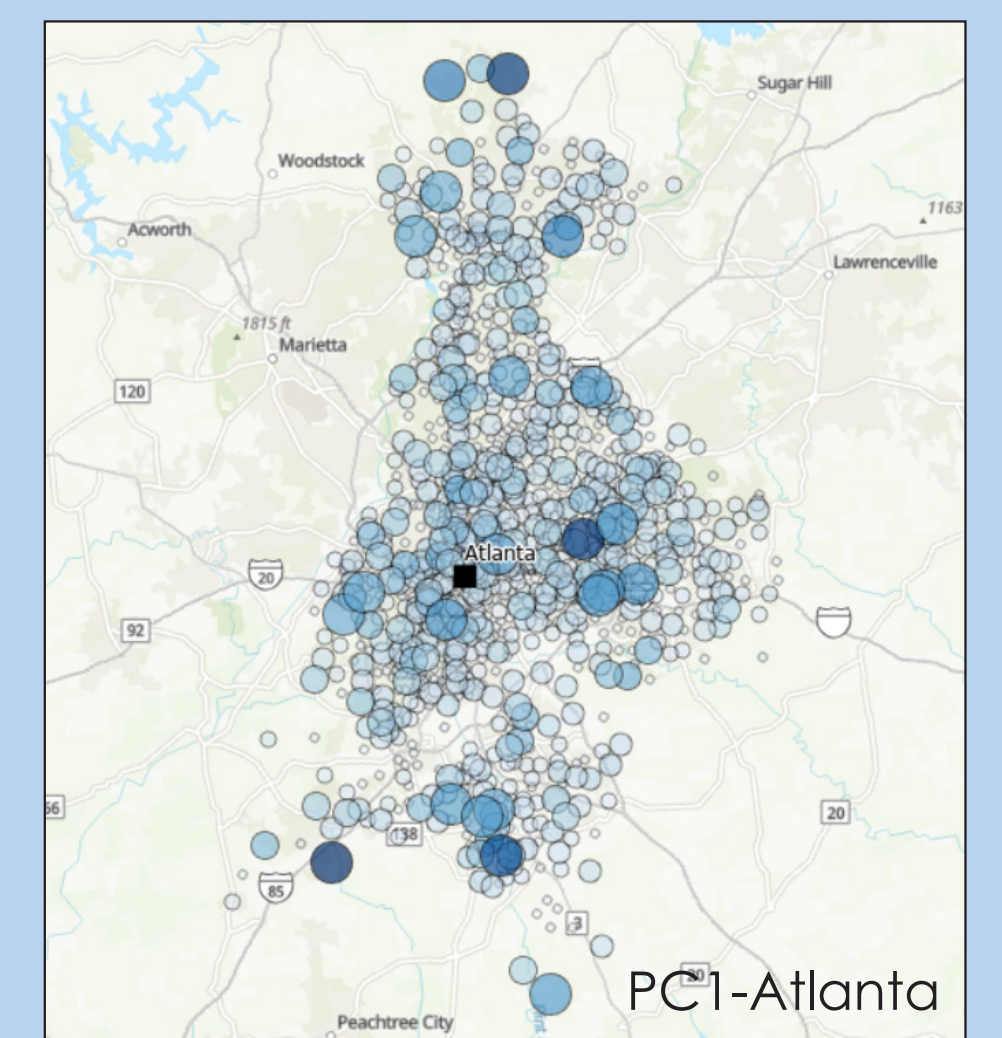 Sugar Hill
Woodstock
1163
Acworth
Lawrenceville
1815 ft
Marietta
120
Atlanta
20
92
138
20
85
3
PC1-Atlanta
Peachtree City